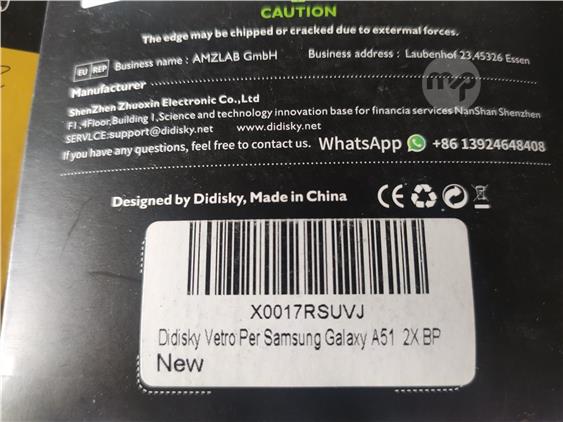 CAUTION
The edge may be chipped or cracked due to external forces.
EU REP Business name : AMZLAB GmbH Business address : Laubenhof 23,45326 Essen
Manufacturer
ShenZhen Zhuoxin Electronic Co.,Ltd
F1,4Floor,Building 1,Science and technology innovation base for financia services NanShan Shenzhen
SERVLCE:support@didisky.net www.didisky.net
If you have any questions, feel free to contact us. WhatsApp +86 13924648408
Designed by Didisky, Made in China CE
X0017RSUVJ
Didisky Vetro Per Samsung Galaxy A51 2X BP
New